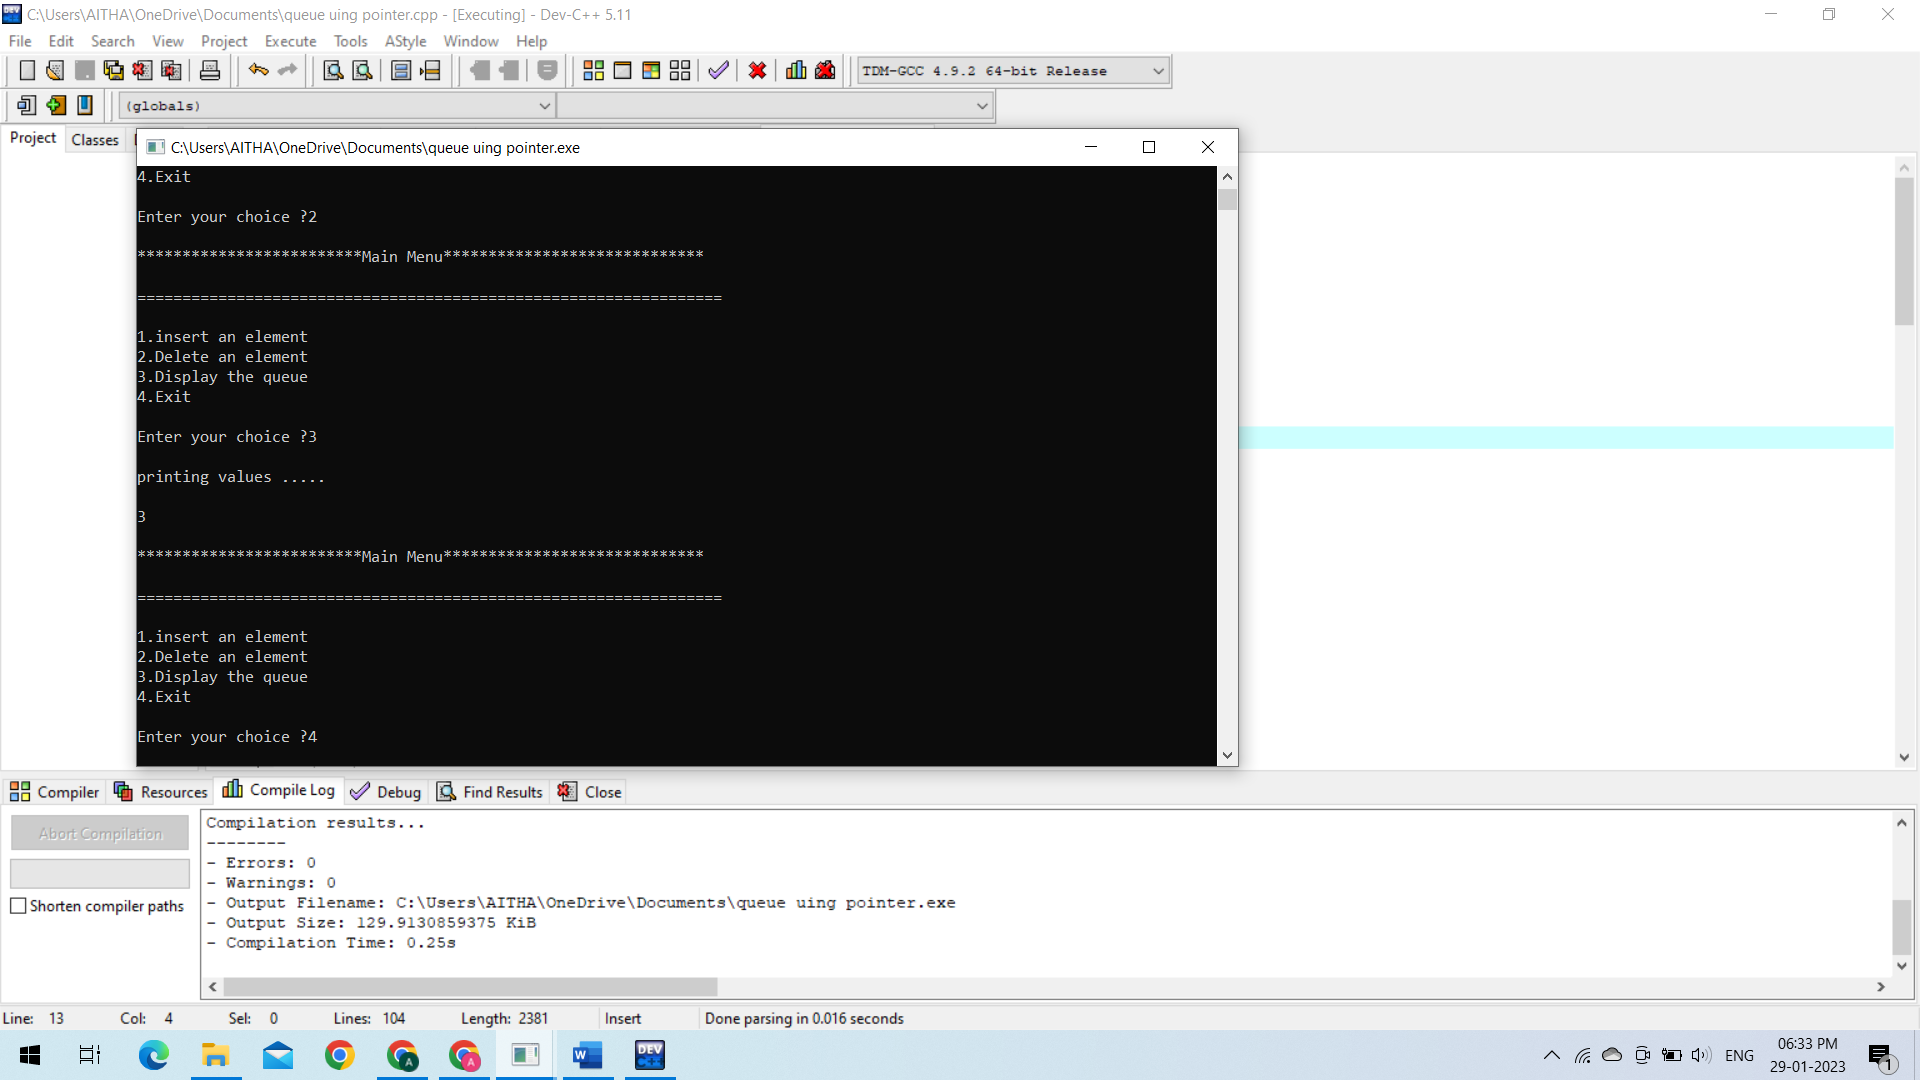 C:\Users\AITHA\OneDrive\Documents\queue uing pointer.cpp - [Executing] - Dev-C++ 5.11
File Edit Search View Project Execute Tools AStyle Window Help
TDM-GCC 4.9.2 64-bit Release
(globals)
Project Classes
C:\Users\AITHA\OneDrive\Documents\queue uing pointer.exe
4.Exit
Enter your choice ?2
*************************Main Menu*****************************
=================================================================
1.insert an element
2.Delete an element
3.Display the queue
4.Exit
Enter your choice ?3
printing values .....
3
*************************Main Menu*****************************
=================================================================
1.insert an element
2.Delete an element
3.Display the queue
4.Exit
Enter your choice ?4
Compiler Resources Compile Log Debug Find Results Close
Abort Compilation
Shorten compiler paths
Compilation results...
--------
- Errors: 0
- Warnings: 0
- Output Filename: C:\Users\AITHA\OneDrive\Documents\queue uing pointer.exe
- Output Size: 129.9130859375 KiB
- Compilation Time: 0.25s
Line: 13 Col: 4 Sel: 0 Lines: 104 Length: 2381 Insert Done parsing in 0.016 seconds
ENG
06:33 PM
29-01-2023
1